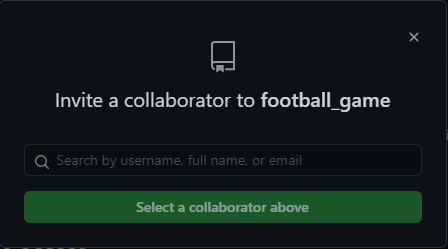 Invite a collaborator to football_game
Search by username, full name, or email
Select a collaborator above